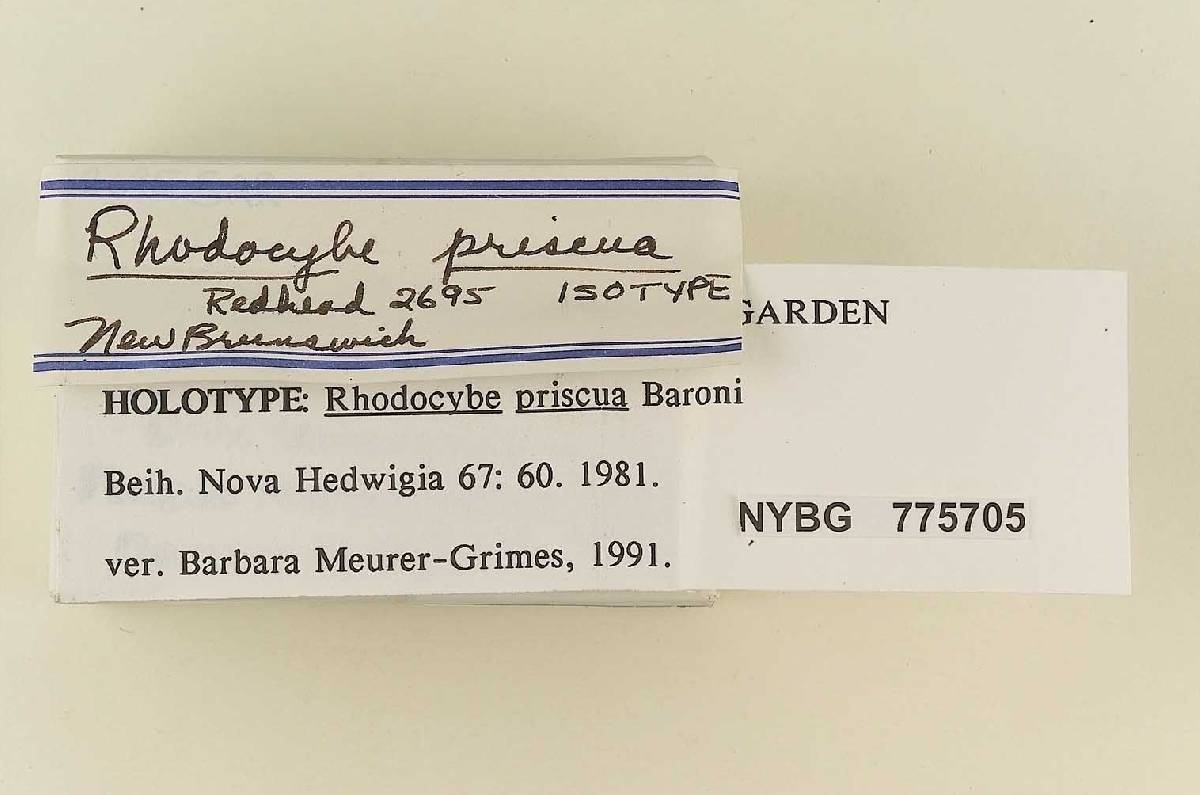 Rhodocybe priscua
Redhead 2695 ISOTYPE
New Brunswick
GARDEN
HOLOTYPE: Rhodocybe priscua Baroni
Beih. Nova Hedwigia 67: 60. 1981.
NYBG 775705
ver. Barbara Meurer-Grimes, 1991.